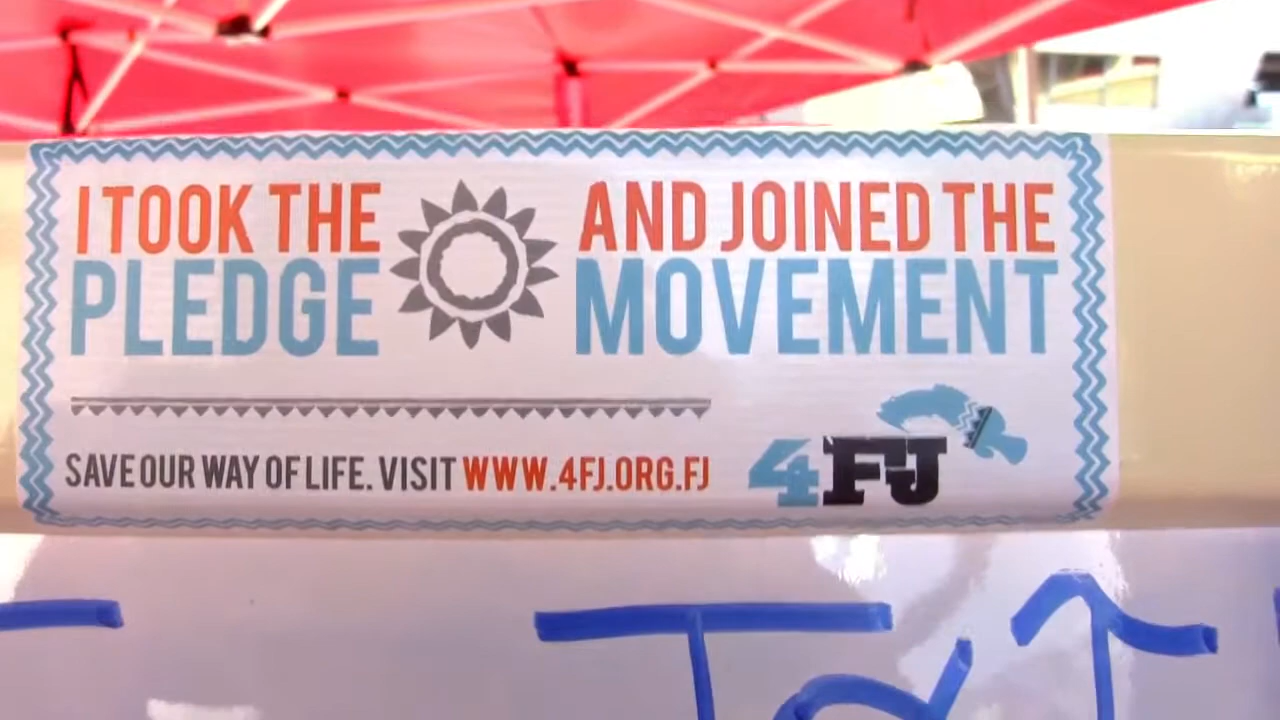 I TOOK THE
PLEDGE
AND JOINED THE
MOVEMENT
SAVE OUR WAY OF LIFE. VISIT WWW.4FJ.ORG.FJ
4FJ